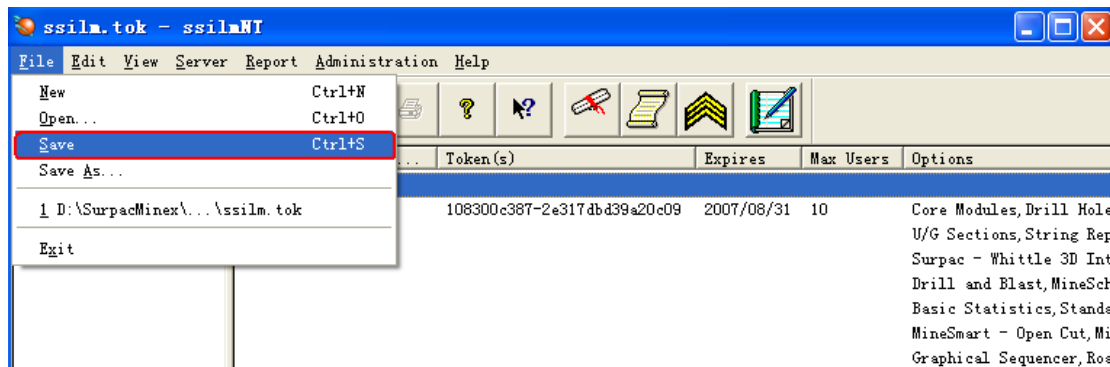 ssilm.tok - ssilmNT
File Edit View Server Report Administration Help
New Ctrl+N
Open... Ctrl+O
Save Ctrl+S
Save As...
1 D:\SurpacMinex\...\ssilm.tok
Exit
... Token(s) Expires Max Users Options
108300c387-2e317dbd39a20c09 2007/08/31 10 Core Modules,Drill Hole
U/G Sections,String Rep
Surpac - Whittle 3D Int
Drill and Blast,MineSch
Basic Statistics,Standa
MineSmart - Open Cut,Mi
Graphical Sequencer,Roa